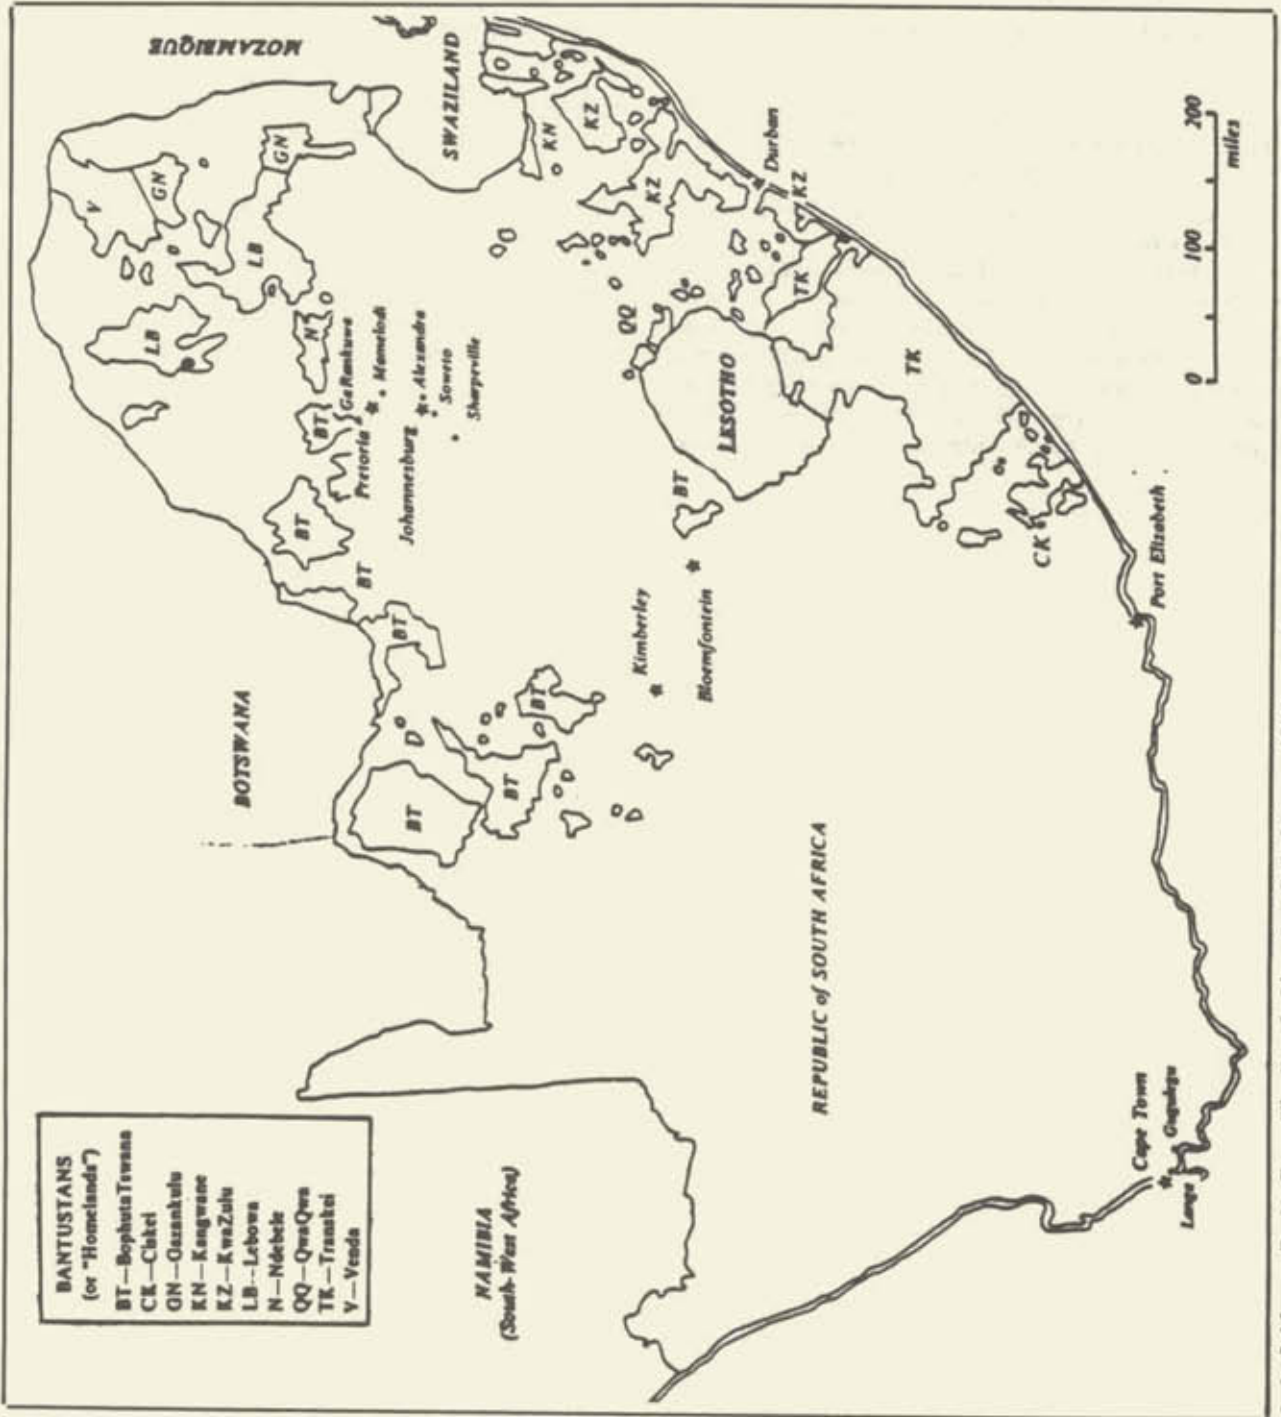 BANTUSTANS
(or "Homelands")
BT—BophutaTswana
CK—Ciskei
GN—Gazankulu
KN—Kangwane
KZ—KwaZulu
LB—Lebowa
N—Ndebele
QQ—QwaQwa
TK—Transkei
V—Venda
NAMIBIA
(South-West Africa)
BOTSWANA
MOZAMBIQUE
SWAZILAND
LESOTHO
REPUBLIC of SOUTH AFRICA
V
GN
GN
LB
LB
N
BT
BT
BT
BT
BT
BT
BT
BT
KN
KZ
KZ
KZ
QQ
TK
TK
CK
GaRankuwa
Mamelodi
Pretoria
Johannesburg
Alexandra
Soweto
Sharpeville
Kimberley
Bloemfontein
Durban
Port Elizabeth
Cape Town
Guguletu
Langa
0 100 200
miles